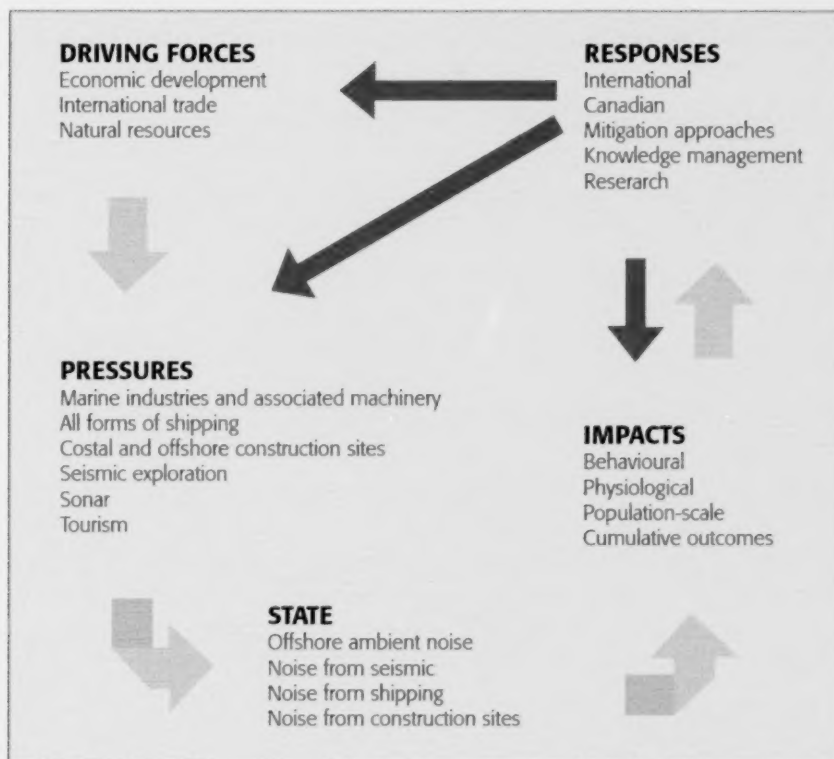 DRIVING FORCES
Economic development
International trade
Natural resources
RESPONSES
International
Canadian
Mitigation approaches
Knowledge management
Reserarch
PRESSURES
Marine industries and associated machinery
All forms of shipping
Costal and offshore construction sites
Seismic exploration
Sonar
Tourism
IMPACTS
Behavioural
Physiological
Population-scale
Cumulative outcomes
STATE
Offshore ambient noise
Noise from seismic
Noise from shipping
Noise from construction sites